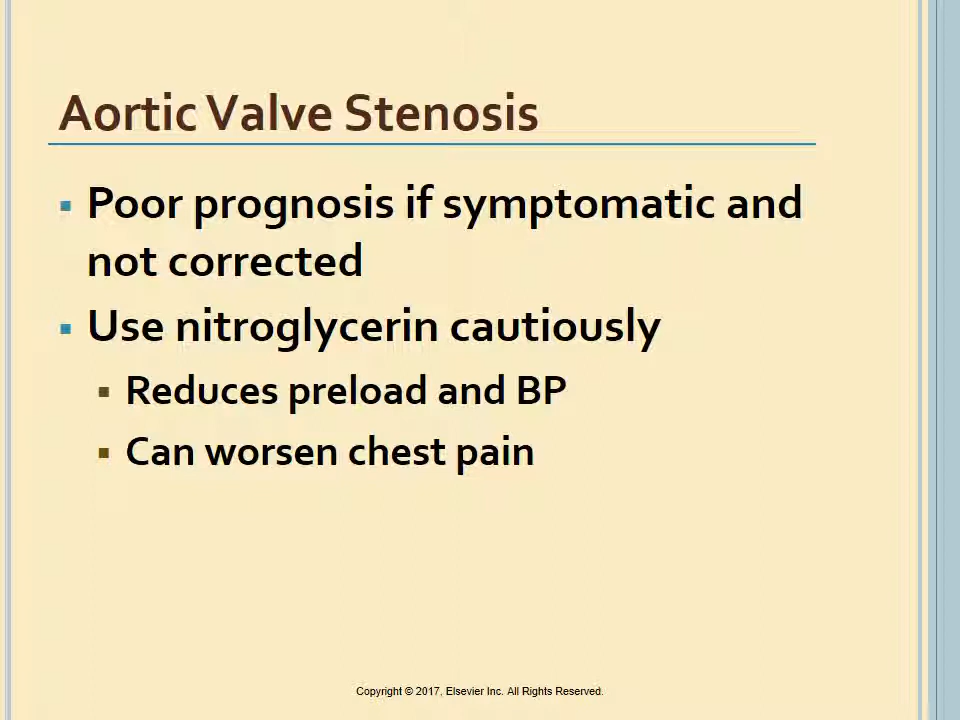 Aortic Valve Stenosis
▪ Poor prognosis if symptomatic and
not corrected
▪ Use nitroglycerin cautiously
▪ Reduces preload and BP
▪ Can worsen chest pain
Copyright © 2017, Elsevier Inc. All Rights Reserved.